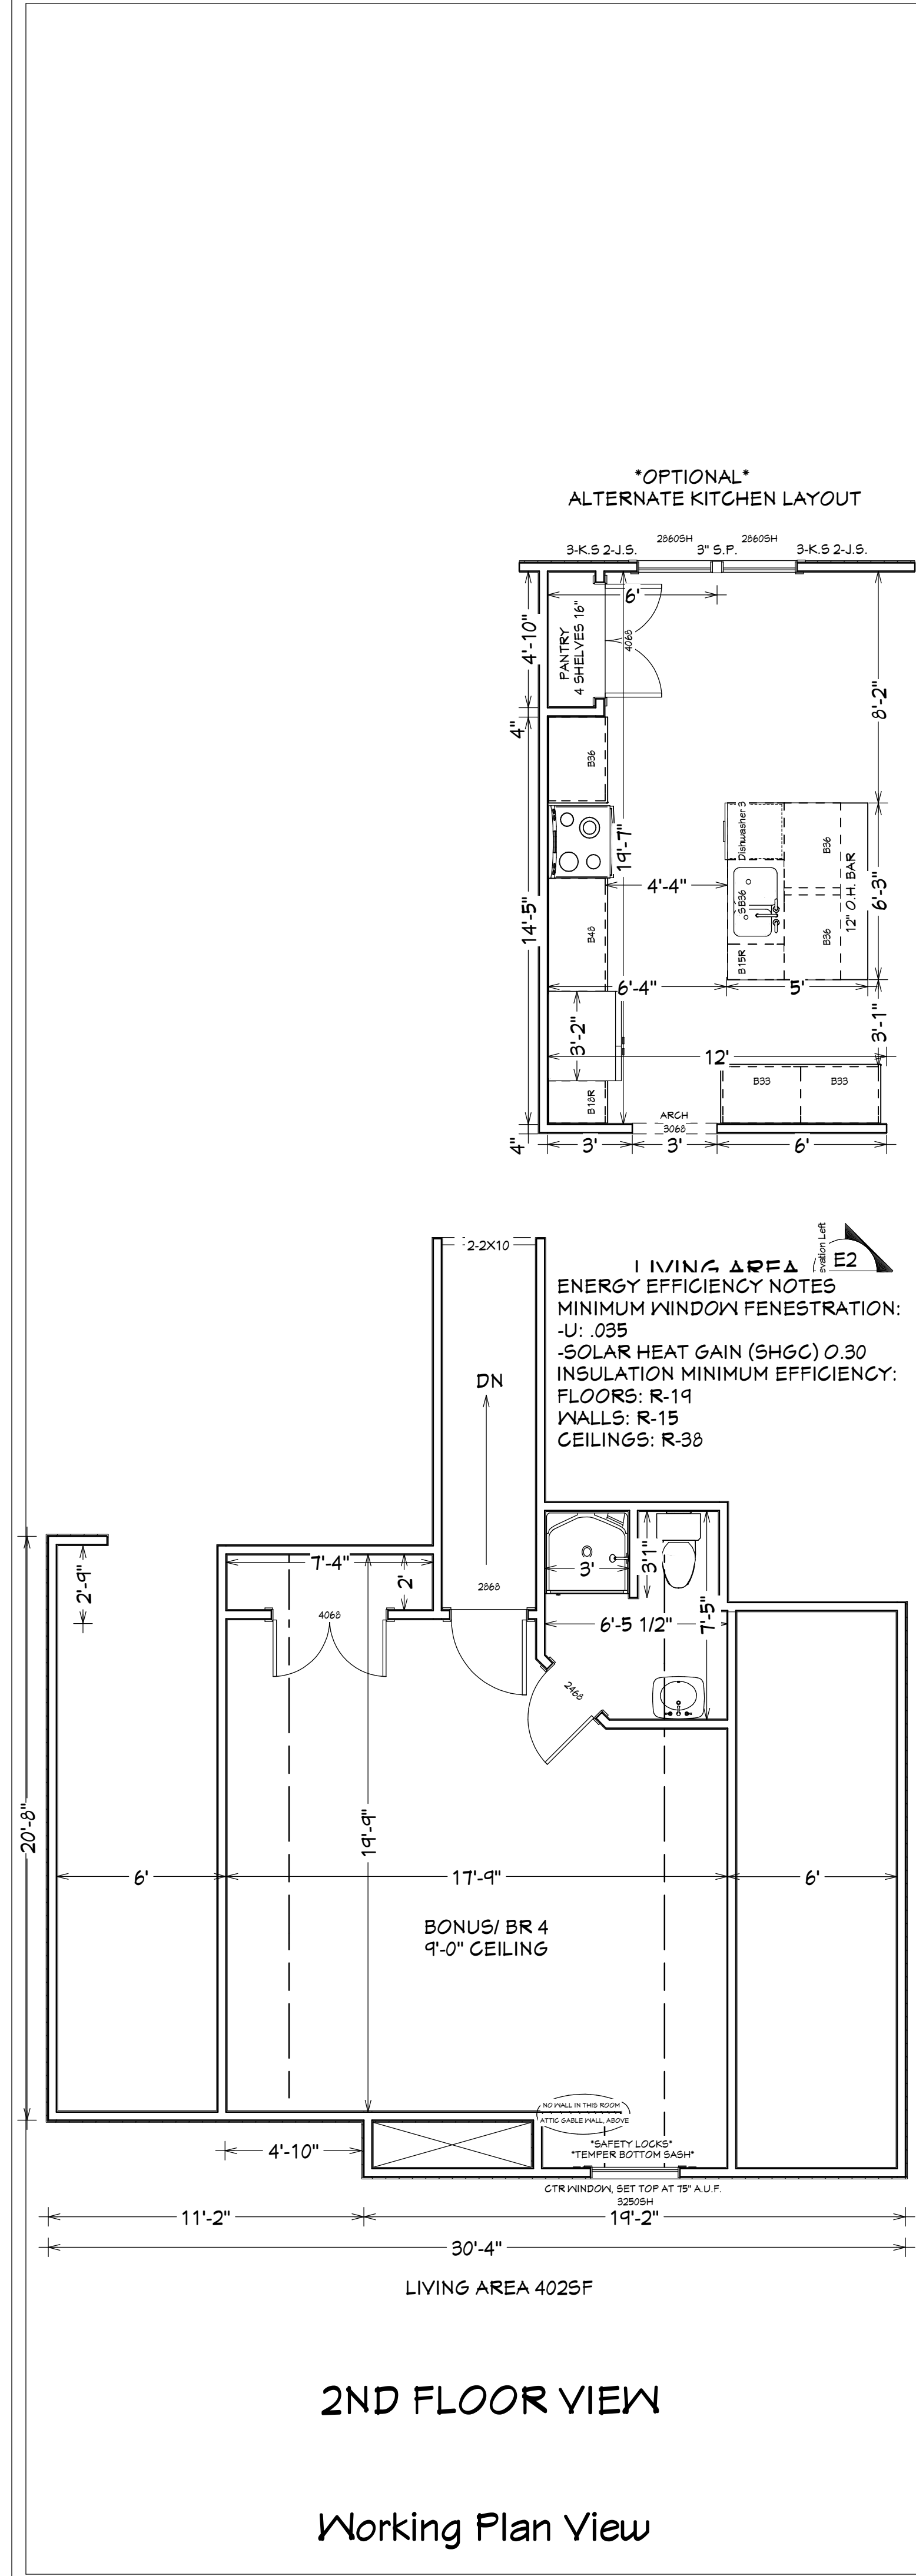 *OPTIONAL*
ALTERNATE KITCHEN LAYOUT
2860SH
2860SH
3-K.S 2-J.S.
3" S.P.
3-K.S 2-J.S.
6'
4'-10"
PANTRY
4 SHELVES 16"
4068
8'-2"
4"
B36
19'-7"
Dishwasher 3
B36
12" O.H. BAR
6'-3"
4'-4"
SB36
14'-5"
B48
B36
B15R
6'-4"
5'
3'-2"
3'-1"
12'
B33
B33
B18R
ARCH
3068
4"
3'
3'
6'
2-2X10
evation Left
E2
LIVING AREA
ENERGY EFFICIENCY NOTES
MINIMUM WINDOW FENESTRATION:
-U: .035
-SOLAR HEAT GAIN (SHGC) 0.30
INSULATION MINIMUM EFFICIENCY:
FLOORS: R-19
WALLS: R-15
CEILINGS: R-38
DN
7'-4"
2'
2'-9"
3'
3'1"
2868
4068
6'-5 1/2"
7'-5"
2468
20'-8"
19'-9"
6'
17'-9"
6'
BONUS/ BR 4
9'-0" CEILING
NO WALL IN THIS ROOM
ATTIC GABLE WALL, ABOVE
*SAFETY LOCKS*
*TEMPER BOTTOM SASH*
4'-10"
CTR WINDOW, SET TOP AT 75" A.U.F.
3250SH
11'-2"
19'-2"
30'-4"
LIVING AREA 402SF
2ND FLOOR VIEW
Working Plan View